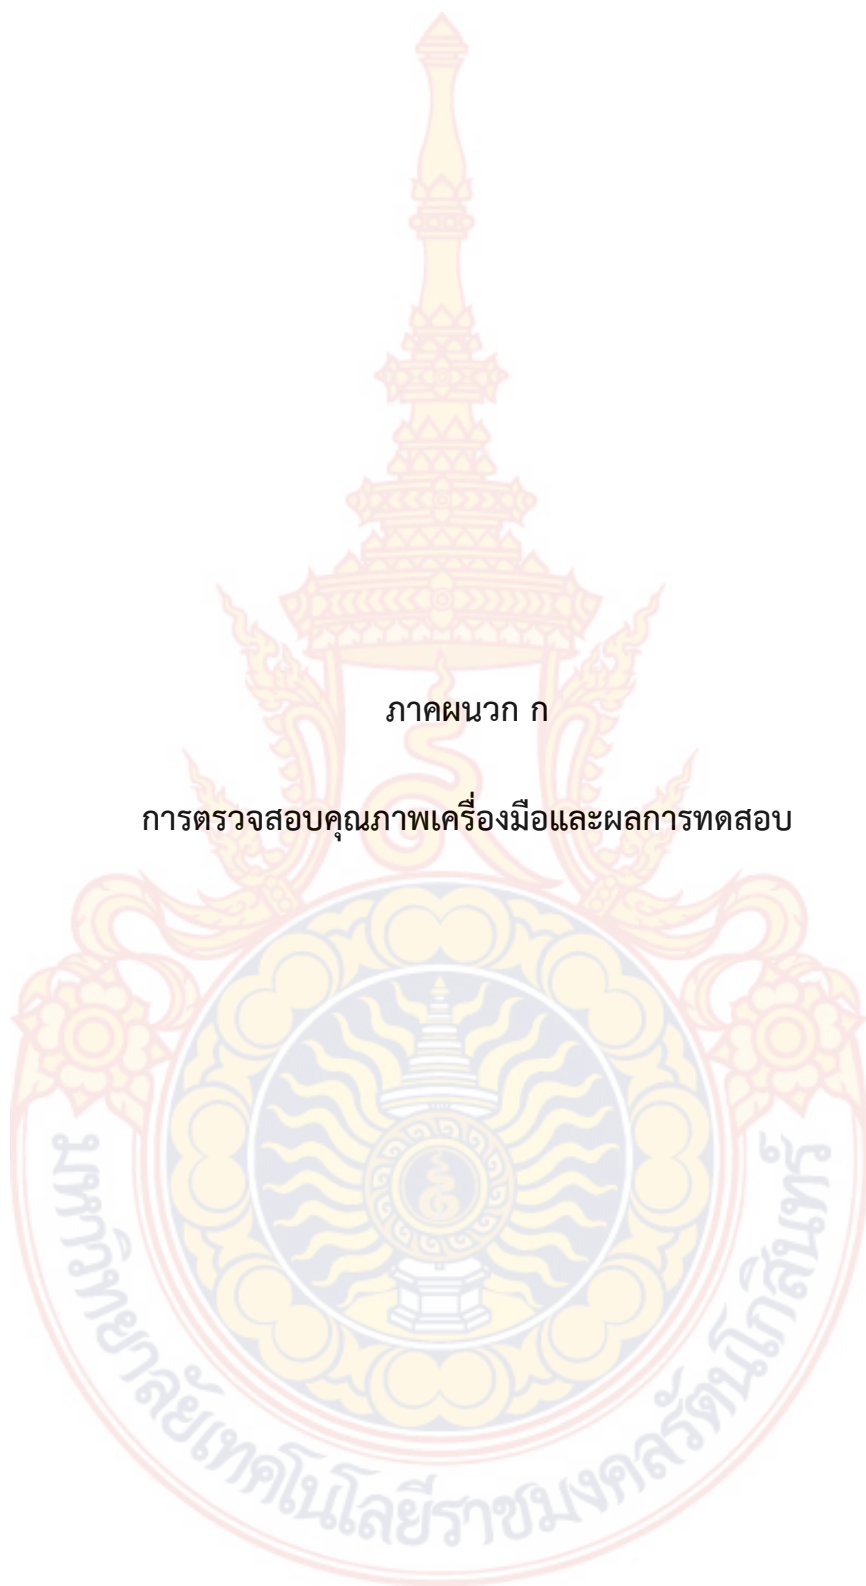 ภาคผนวก ก
การตรวจสอบคุณภาพเครื่องมือและผลการทดสอบ
มหาวิทยาลัยเทคโนโลยีราชมงคลรัตนโกสินทร์